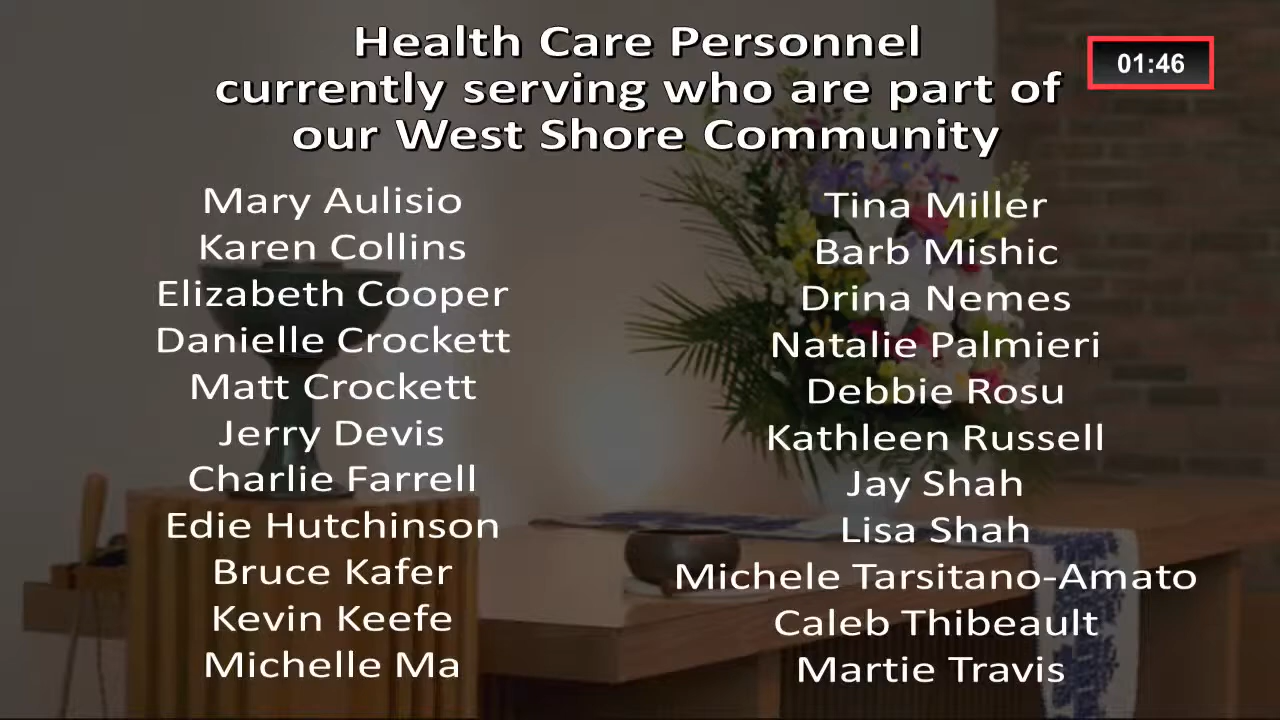 Health Care Personnel
currently serving who are part of
our West Shore Community
01:46
Mary Aulisio
Karen Collins
Elizabeth Cooper
Danielle Crockett
Matt Crockett
Jerry Devis
Charlie Farrell
Edie Hutchinson
Bruce Kafer
Kevin Keefe
Michelle Ma
Tina Miller
Barb Mishic
Drina Nemes
Natalie Palmieri
Debbie Rosu
Kathleen Russell
Jay Shah
Lisa Shah
Michele Tarsitano-Amato
Caleb Thibeault
Martie Travis